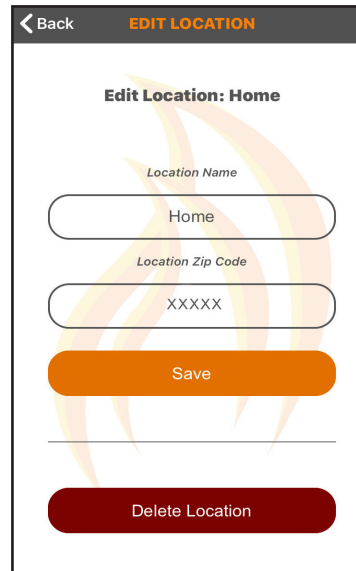 Back EDIT LOCATION
Edit Location: Home
Location Name
Home
Location Zip Code
XXXXX
Save
Delete Location